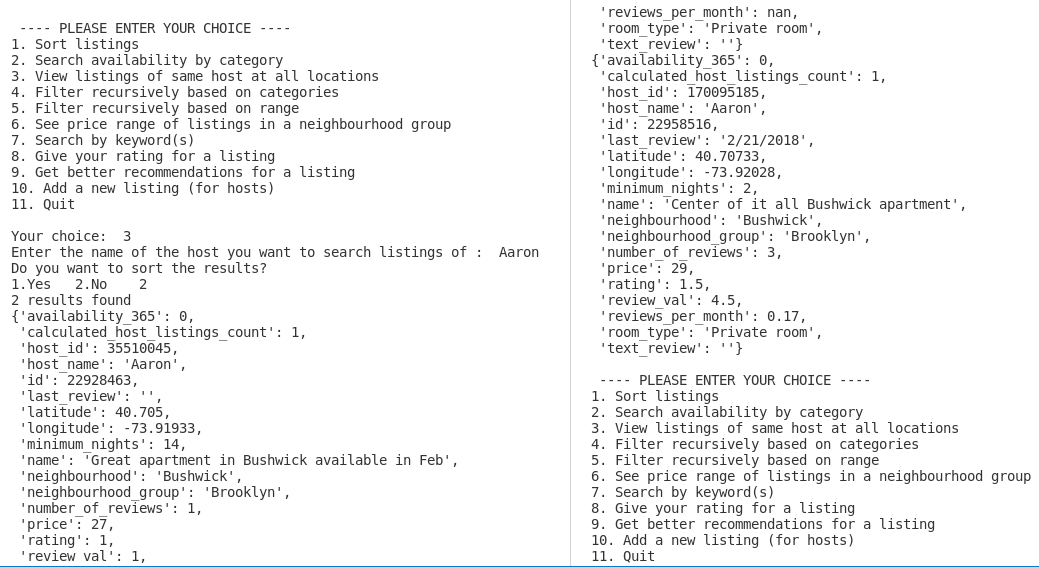 ---- PLEASE ENTER YOUR CHOICE ----
1. Sort listings
2. Search availability by category
3. View listings of same host at all locations
4. Filter recursively based on categories
5. Filter recursively based on range
6. See price range of listings in a neighbourhood group
7. Search by keyword(s)
8. Give your rating for a listing
9. Get better recommendations for a listing
10. Add a new listing (for hosts)
11. Quit
Your choice:  3
Enter the name of the host you want to search listings of :  Aaron
Do you want to sort the results?
1.Yes   2.No    2
2 results found
{'availability_365': 0,
 'calculated_host_listings_count': 1,
 'host_id': 35510045,
 'host_name': 'Aaron',
 'id': 22928463,
 'last_review': '',
 'latitude': 40.705,
 'longitude': -73.91933,
 'minimum_nights': 14,
 'name': 'Great apartment in Bushwick available in Feb',
 'neighbourhood': 'Bushwick',
 'neighbourhood_group': 'Brooklyn',
 'number_of_reviews': 1,
 'price': 27,
 'rating': 1,
 'review_val': 1,
 'reviews_per_month': nan,
 'room_type': 'Private room',
 'text_review': ''}
{'availability_365': 0,
 'calculated_host_listings_count': 1,
 'host_id': 170095185,
 'host_name': 'Aaron',
 'id': 22958516,
 'last_review': '2/21/2018',
 'latitude': 40.70733,
 'longitude': -73.92028,
 'minimum_nights': 2,
 'name': 'Center of it all Bushwick apartment',
 'neighbourhood': 'Bushwick',
 'neighbourhood_group': 'Brooklyn',
 'number_of_reviews': 3,
 'price': 29,
 'rating': 1.5,
 'review_val': 4.5,
 'reviews_per_month': 0.17,
 'room_type': 'Private room',
 'text_review': ''}
---- PLEASE ENTER YOUR CHOICE ----
1. Sort listings
2. Search availability by category
3. View listings of same host at all locations
4. Filter recursively based on categories
5. Filter recursively based on range
6. See price range of listings in a neighbourhood group
7. Search by keyword(s)
8. Give your rating for a listing
9. Get better recommendations for a listing
10. Add a new listing (for hosts)
11. Quit